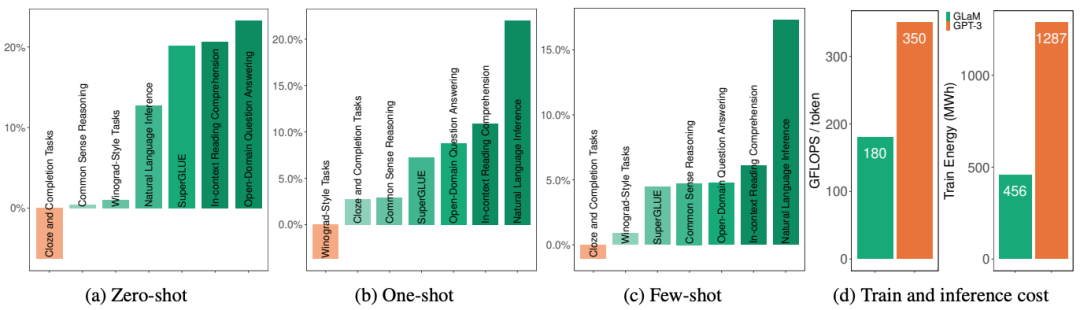 20%
10%
0%
Cloze and Completion Tasks
Common Sense Reasoning
Winograd-Style Tasks
Natural Language Inference
SuperGLUE
In-context Reading Comprehension
Open-Domain Question Answering
(a) Zero-shot
20.0%
15.0%
10.0%
5.0%
0.0%
Winograd-Style Tasks
Cloze and Completion Tasks
Common Sense Reasoning
SuperGLUE
Open-Domain Question Answering
In-context Reading Comprehension
Natural Language Inference
(b) One-shot
15.0%
10.0%
5.0%
0.0%
Cloze and Completion Tasks
Winograd-Style Tasks
SuperGLUE
Common Sense Reasoning
Open-Domain Question Answering
In-context Reading Comprehension
Natural Language Inference
(c) Few-shot
GFLOPS / token
300
200
100
0
180
350
GLaM
GPT-3
Train Energy (MWh)
1000
500
0
456
1287
(d) Train and inference cost